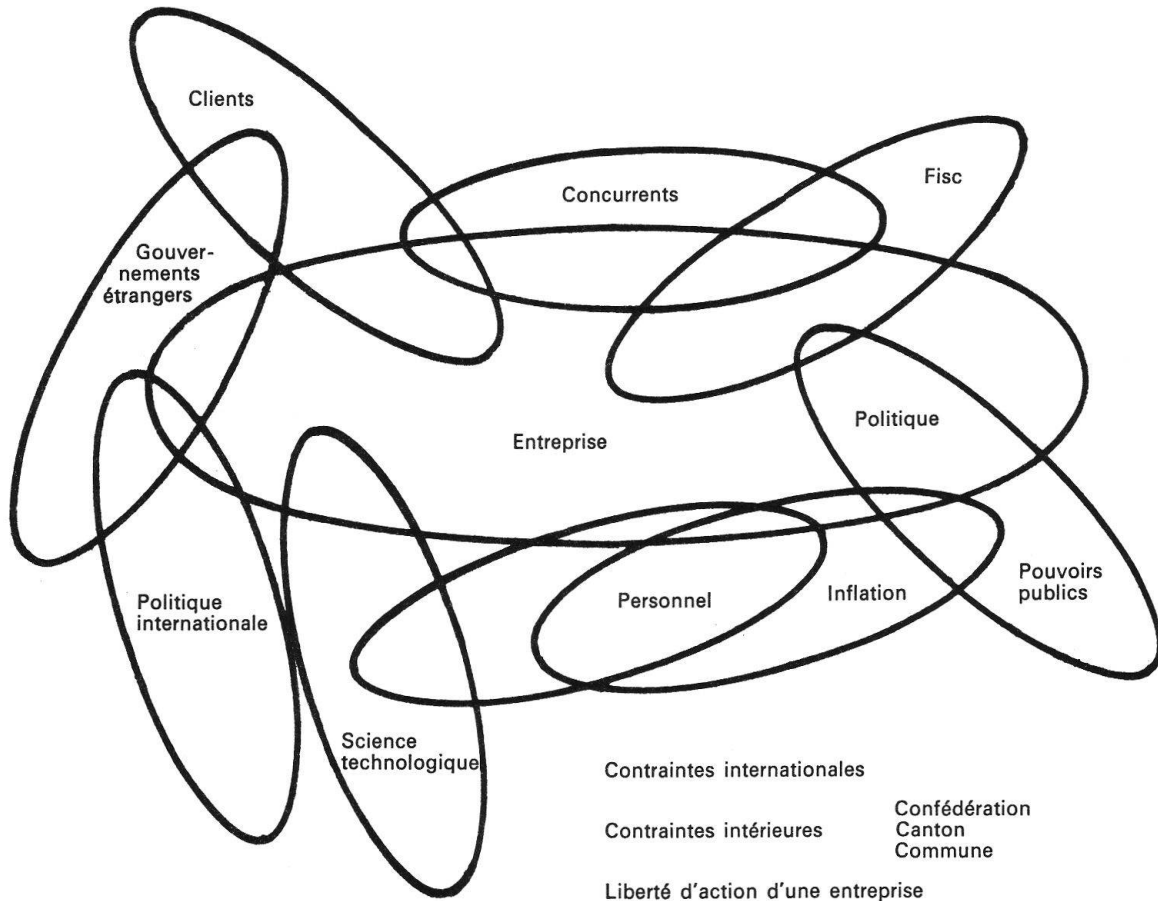 Clients
Concurrents
Fisc
Gouver-
nements
étrangers
Entreprise
Politique
Politique
internationale
Personnel
Inflation
Pouvoirs
publics
Science
technologique
Contraintes internationales
Contraintes intérieures
Confédération
Canton
Commune
Liberté d'action d'une entreprise